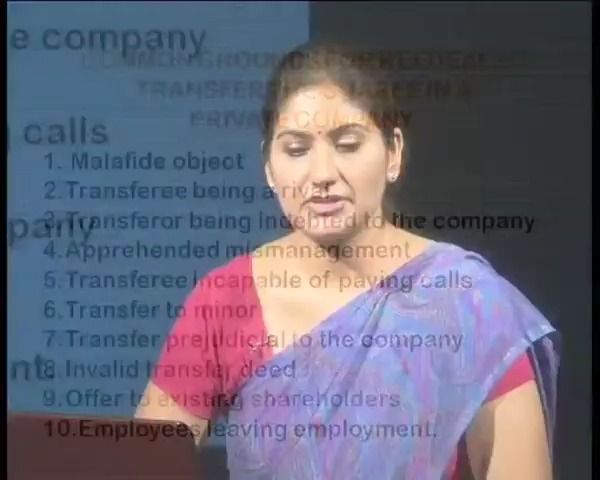 e company
COMMON GROUNDS FOR REFUSAL TO
TRANSFER THE SHARE IN A
PRIVATE COMPANY
calls
1. Malafide object
2.Transferee being a rival
3.Transferor being indebted to the company
pany
4.Apprehended mismanagement
5.Transferee incapable of paying calls
6.Transfer to minor
7.Transfer prejudicial to the company
nt.
8.Invalid transfer deed
9.Offer to existing shareholders
10.Employees leaving employment.